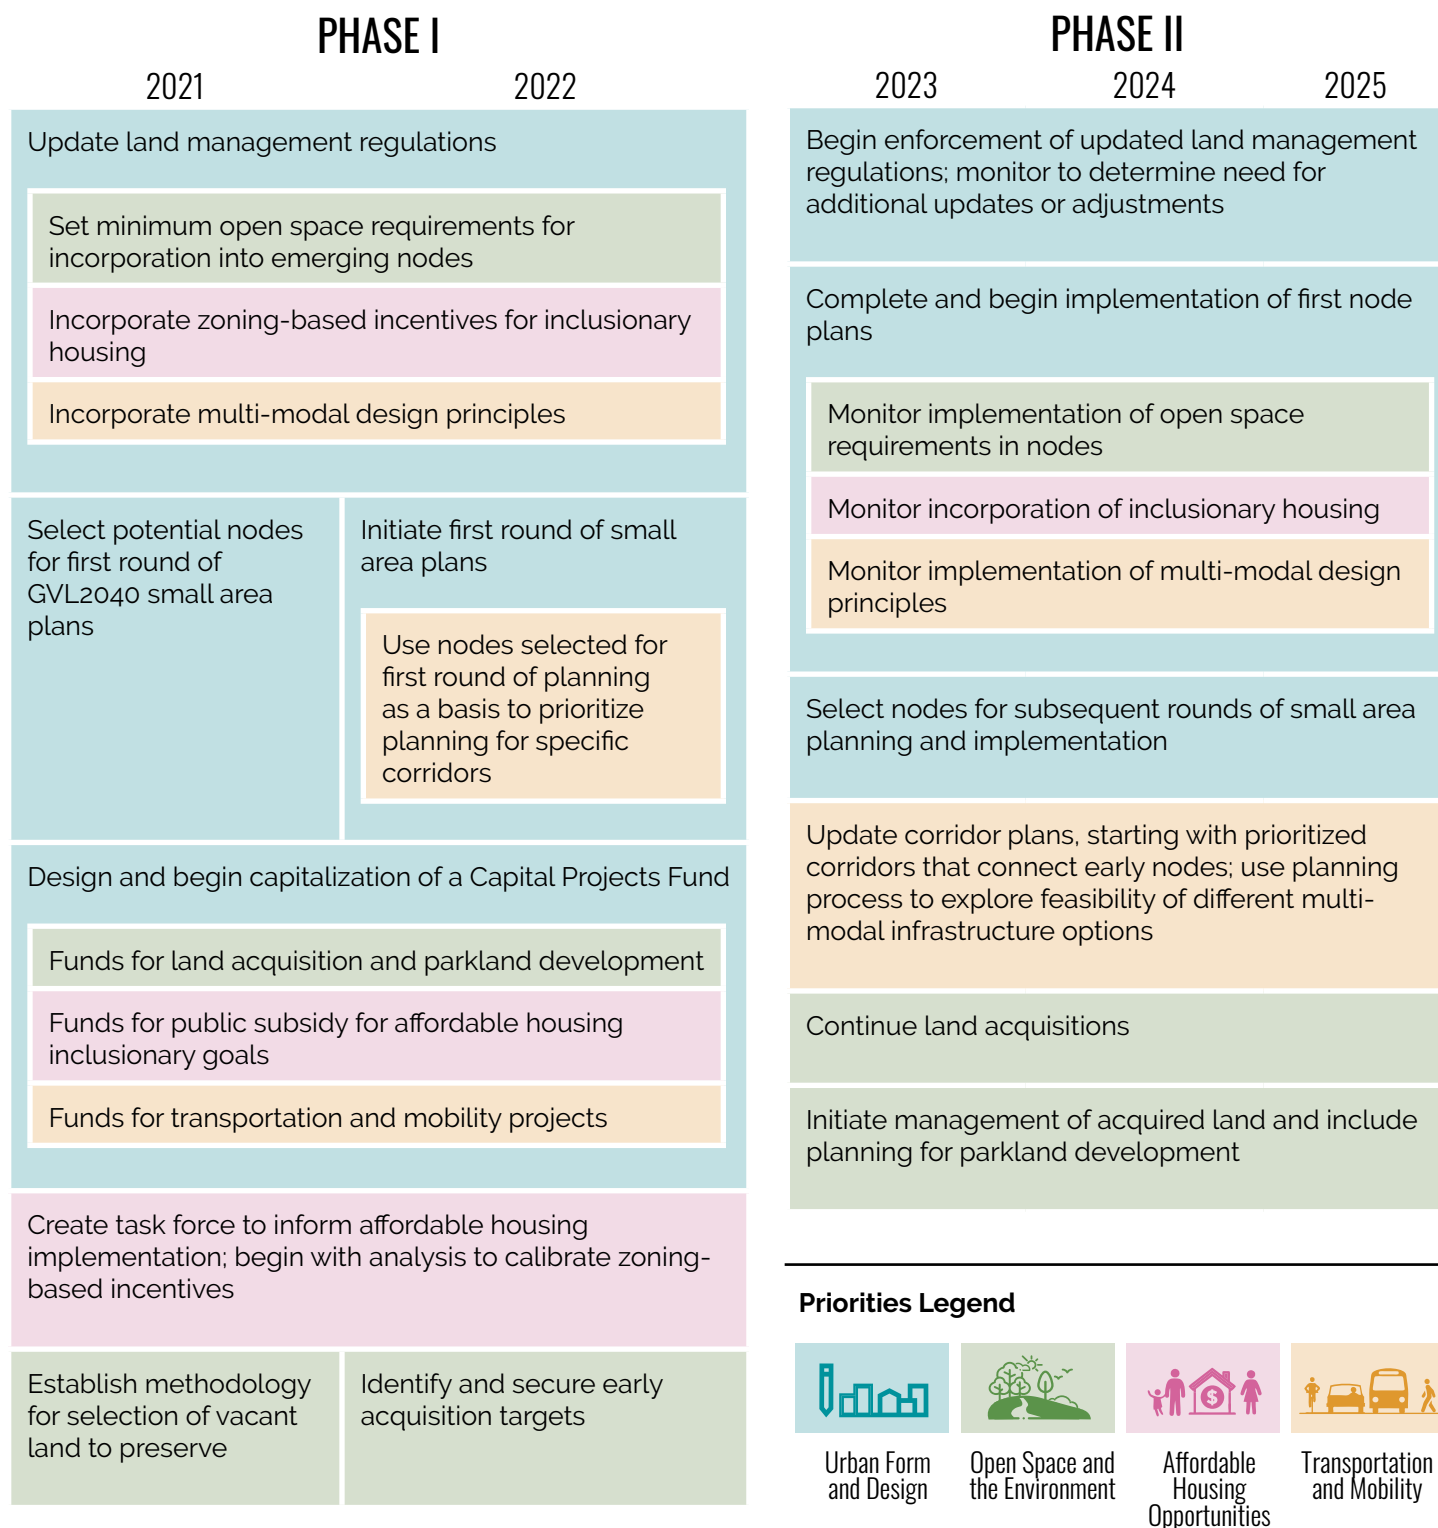 PHASE I
2021
2022
Update land management regulations
Set minimum open space requirements for
incorporation into emerging nodes
Incorporate zoning-based incentives for inclusionary
housing
Incorporate multi-modal design principles
Select potential nodes
for first round of
GVL2040 small area
plans
Initiate first round of small
area plans
Use nodes selected for
first round of planning
as a basis to prioritize
planning for specific
corridors
Design and begin capitalization of a Capital Projects Fund
Funds for land acquisition and parkland development
Funds for public subsidy for affordable housing
inclusionary goals
Funds for transportation and mobility projects
Create task force to inform affordable housing
implementation; begin with analysis to calibrate zoning-
based incentives
Establish methodology
for selection of vacant
land to preserve
Identify and secure early
acquisition targets
PHASE II
2023
2024
2025
Begin enforcement of updated land management
regulations; monitor to determine need for
additional updates or adjustments
Complete and begin implementation of first node
plans
Monitor implementation of open space
requirements in nodes
Monitor incorporation of inclusionary housing
Monitor implementation of multi-modal design
principles
Select nodes for subsequent rounds of small area
planning and implementation
Update corridor plans, starting with prioritized
corridors that connect early nodes; use planning
process to explore feasibility of different multi-
modal infrastructure options
Continue land acquisitions
Initiate management of acquired land and include
planning for parkland development
Priorities Legend
$
Urban Form
and Design
Open Space and
the Environment
Affordable
Housing
Opportunities
Transportation
and Mobility